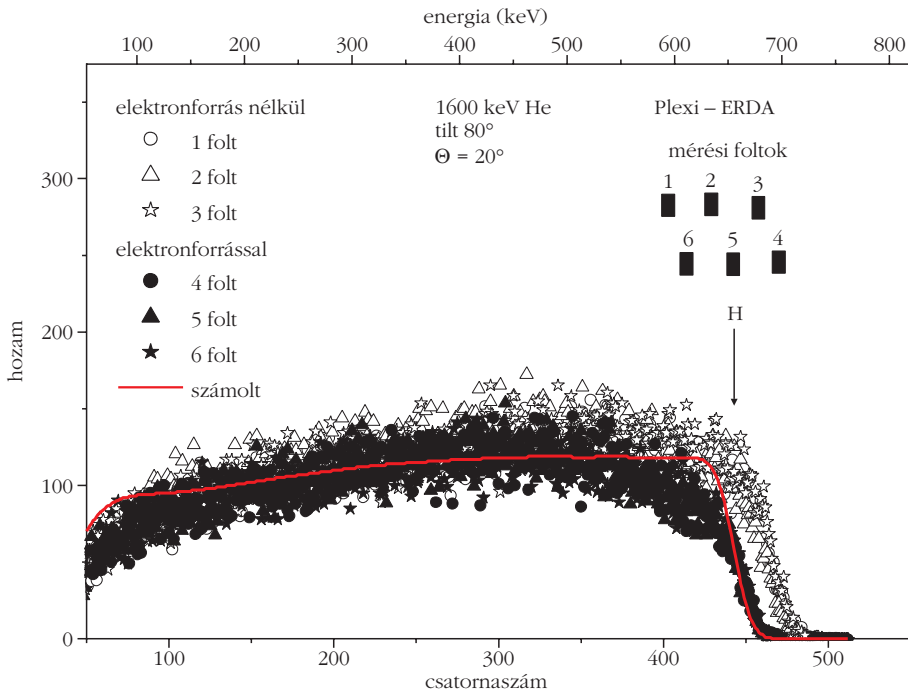 energia (keV)
100 200 300 400 500 600 700 800
elektronforrás nélkül
1 folt
2 folt
3 folt
elektronforrással
4 folt
5 folt
6 folt
számolt
1600 keV He
tilt 80°
Θ = 20°
Plexi – ERDA
mérési foltok
1 2 3
6 5 4
H
hozam
300
200
100
0
100 200 300 400 500
csatornaszám